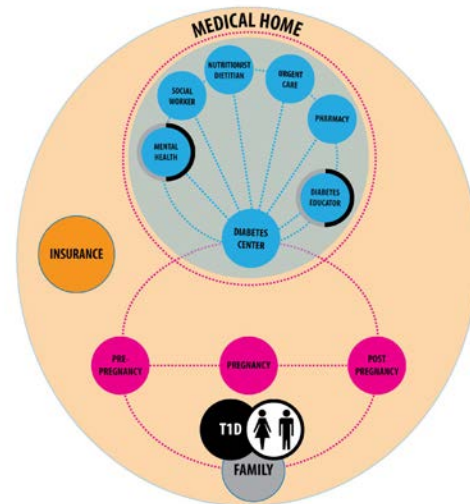 MEDICAL HOME
NUTRITIONIST
DIETITIAN
URGENT
CARE
SOCIAL
WORKER
PHARMACY
MENTAL
HEALTH
DIABETES
EDUCATOR
DIABETES
CENTER
INSURANCE
PRE-
PREGNANCY
PREGNANCY
POST
PREGNANCY
T1D
FAMILY